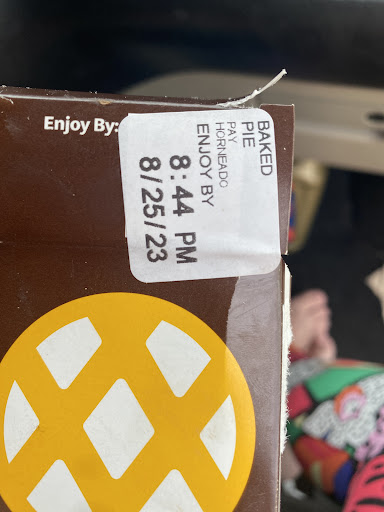 Enjoy By:
BAKED
PIE
PAY
HORNEADO
ENJOY BY
8:44 PM
8/25/23